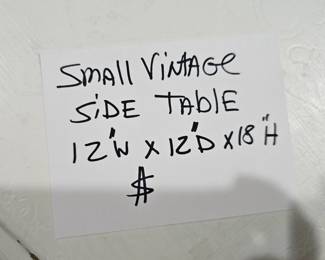 Small Vintage
Side Table
12"W x 12"D x 18"H
$